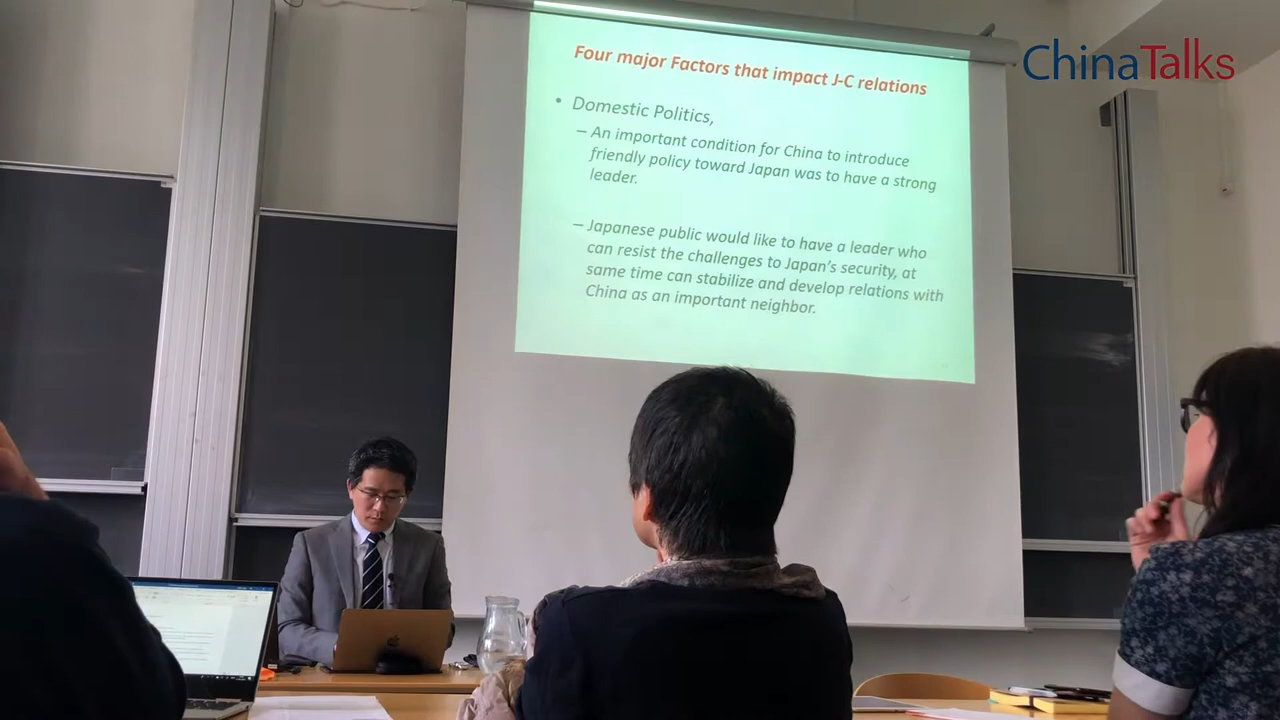 ChinaTalks
Four major Factors that impact J-C relations
• Domestic Politics,
– An important condition for China to introduce
friendly policy toward Japan was to have a strong
leader.
– Japanese public would like to have a leader who
can resist the challenges to Japan's security, at
same time can stabilize and develop relations with
China as an important neighbor.